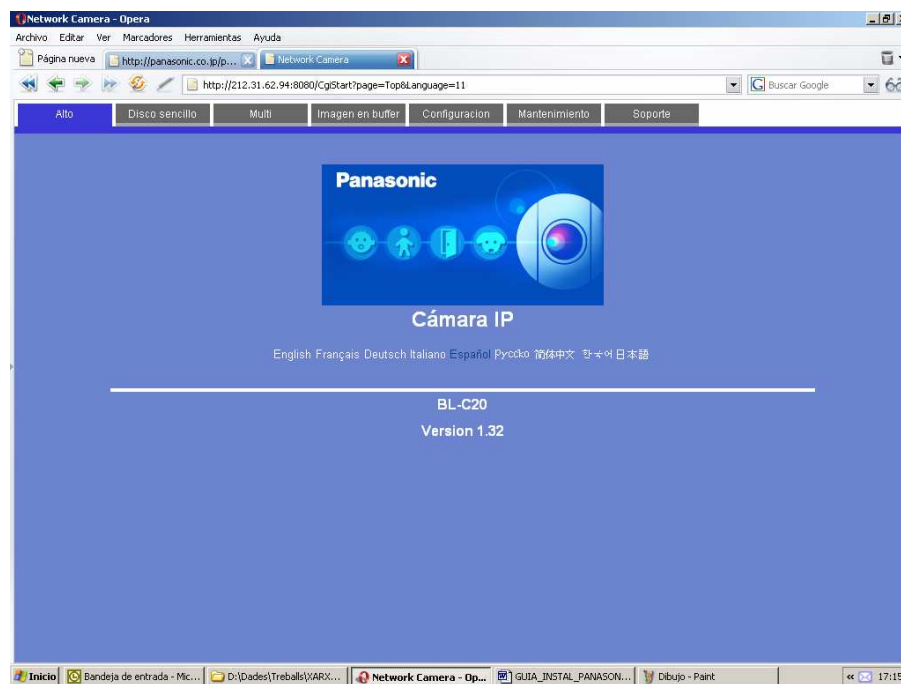 Network Camera - Opera
Archivo Editar Ver Marcadores Herramientas Ayuda
Página nueva http://panasonic.co.jp/p... Network Camera
http://212.31.62.94:8080/CgiStart?page=Top&Language=11 Buscar Google
Alto Disco sencillo Multi Imagen en buffer Configuracion Mantenimiento Soporte
Panasonic
Cámara IP
English Français Deutsch Italiano Español Русско 简体中文 한국어 日本語
BL-C20
Version 1.32
Inicio Bandeja de entrada - Mic... D:\Dades\Treballs\XARX... Network Camera - Op... GUIA_INSTAL_PANASON... Dibujo - Paint « 17:15